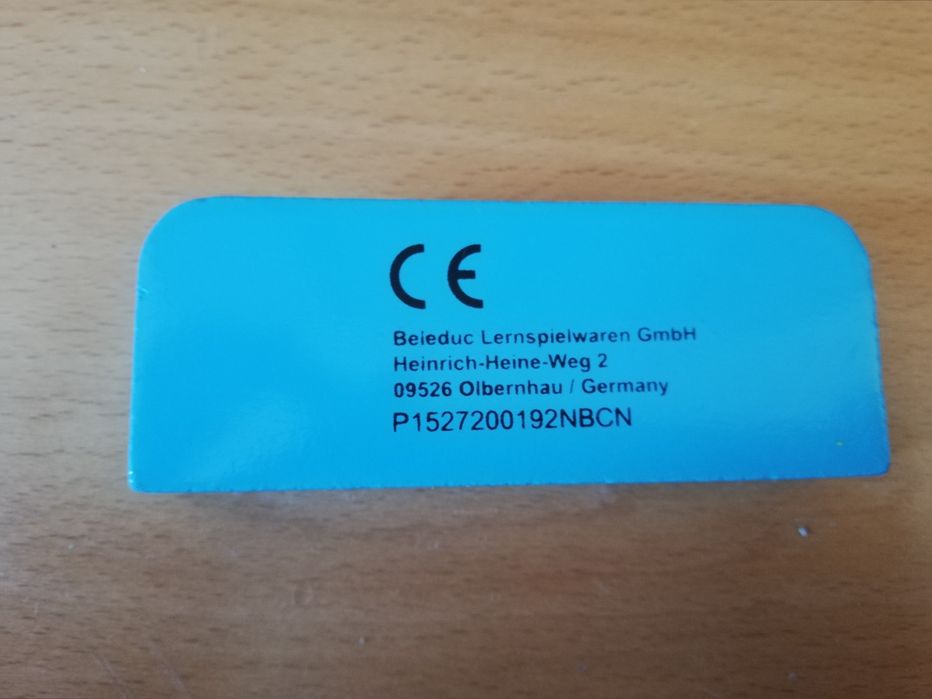 CE
Beleduc Lernspielwaren GmbH
Heinrich-Heine-Weg 2
09526 Olbernhau / Germany
P1527200192NBCN